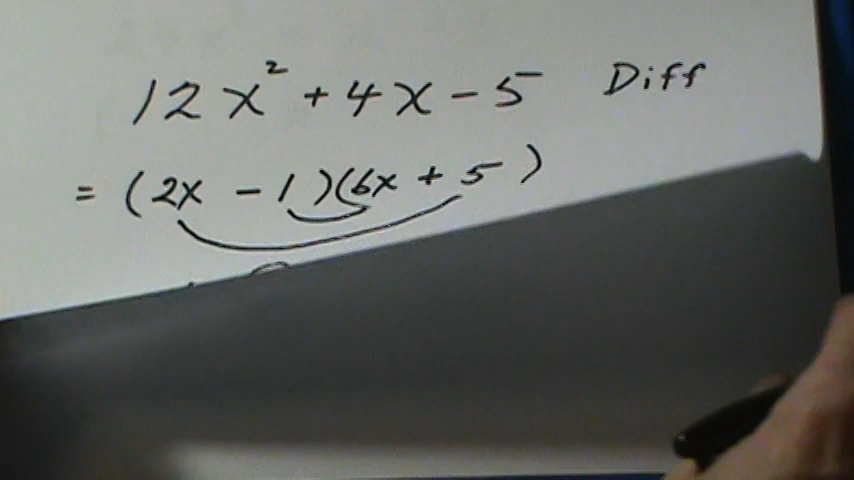 12x² + 4x - 5 Diff
= (2x - 1)(6x + 5)